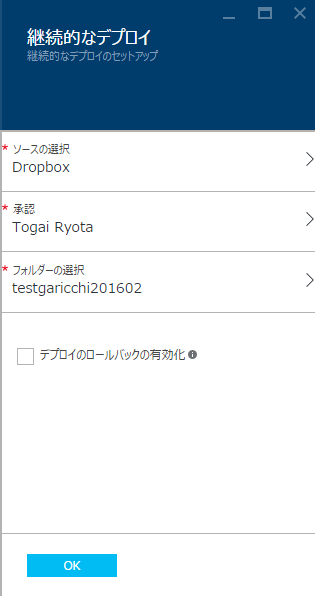 継続的なデプロイ
継続的なデプロイのセットアップ
* ソースの選択
Dropbox
* 承認
Togai Ryota
* フォルダーの選択
testgaricchi201602
デプロイのロールバックの有効化
OK